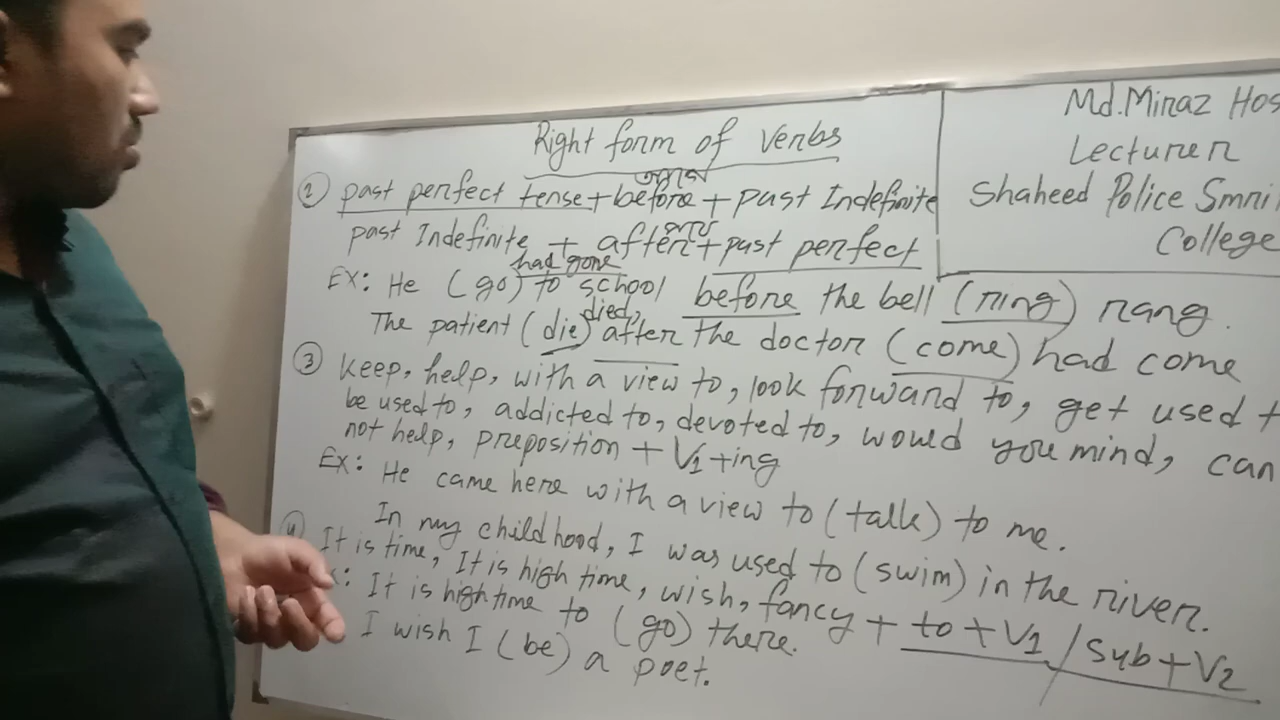 Right form of Verbs
Md.Minaz Hos
Lecturer
Shaheed Police Smri
College
② past perfect tense + before + past Indefinite
past Indefinite + after + past perfect
had gone
EX: He (go) to school before the bell (ring) rang.
died,
The patient (die) after the doctor (come) had come
③ Keep, help, with a view to, look forward to, get used t
be used to, addicted to, devoted to, would you mind, can
not help, preposition + V1+ing
Ex: He came here with a view to (talk) to me.
In my childhood, I was used to (swim) in the river.
④ It is time, It is high time, wish, fancy + to + V1 / Sub + V2
It is high time to (go) there.
I wish I (be) a poet.